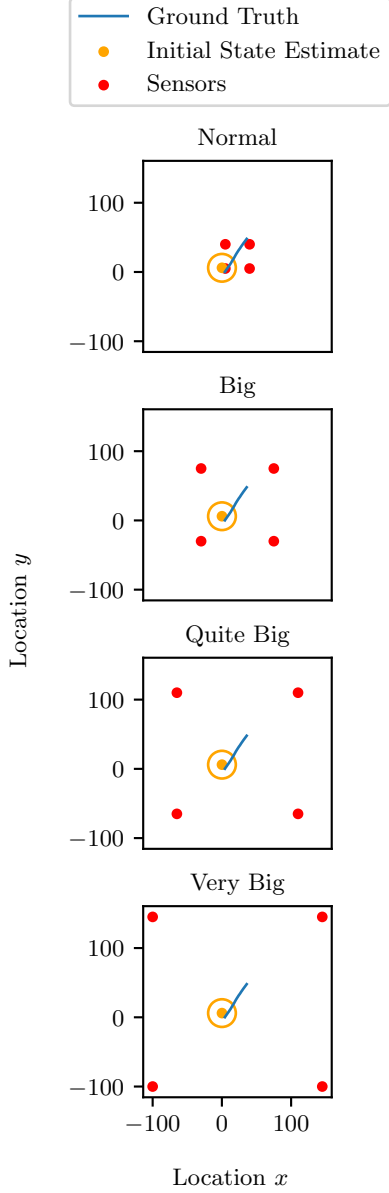 Ground Truth
Initial State Estimate
Sensors
Normal
100
0
−100
Big
100
0
−100
Location y
Quite Big
100
0
−100
Very Big
100
0
−100
−100 0 100
Location x